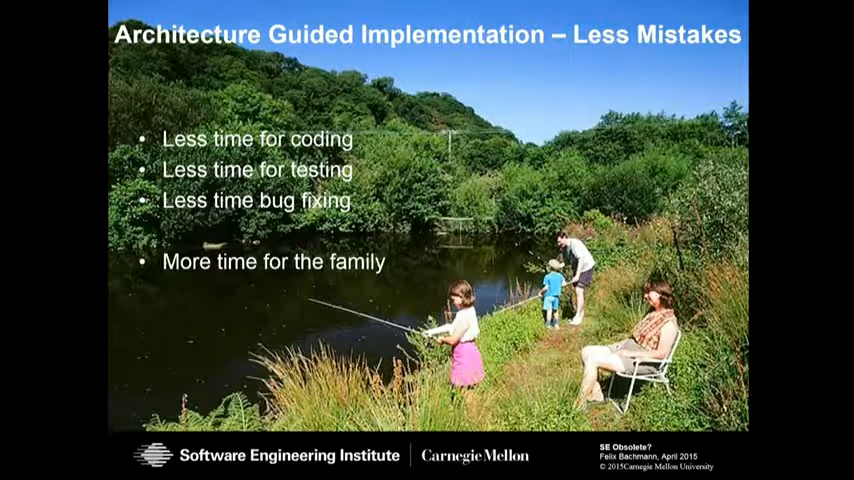 Architecture Guided Implementation – Less Mistakes
• Less time for coding
• Less time for testing
• Less time bug fixing
• More time for the family
Software Engineering Institute | Carnegie Mellon
SE Obsolete?
Felix Bachmann, April 2015
© 2015Carnegie Mellon University